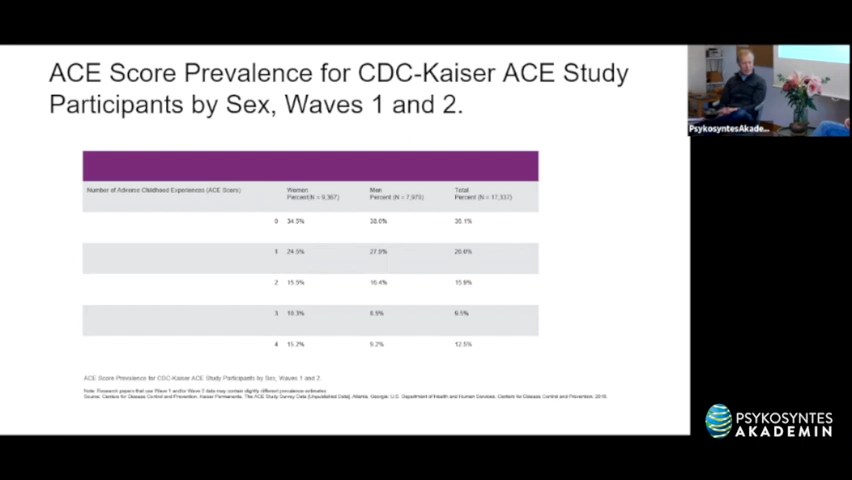 ACE Score Prevalence for CDC-Kaiser ACE Study
Participants by Sex, Waves 1 and 2.
PsykosyntesAkade...
Number of Adverse Childhood Experiences (ACE Score)
Women
Percent(N = 9,367)
Men
Percent (N = 7,970)
Total
Percent (N = 17,337)
0 34.5% 38.0% 36.1%
1 24.5% 27.9% 26.0%
2 15.5% 16.4% 15.9%
3 10.3% 8.5% 9.5%
4 15.2% 9.2% 12.5%
ACE Score Prevalence for CDC-Kaiser ACE Study Participants by Sex, Waves 1 and 2.
Note: Research papers that use Wave 1 and/or Wave 2 data may contain slightly different prevalence estimates.
Source: Centers for Disease Control and Prevention, Kaiser Permanente. The ACE Study Survey Data [Unpublished Data]. Atlanta, Georgia: U.S. Department of Health and Human Services, Centers for Disease Control and Prevention; 2016.
PSYKOSYNTES
AKADEMIN